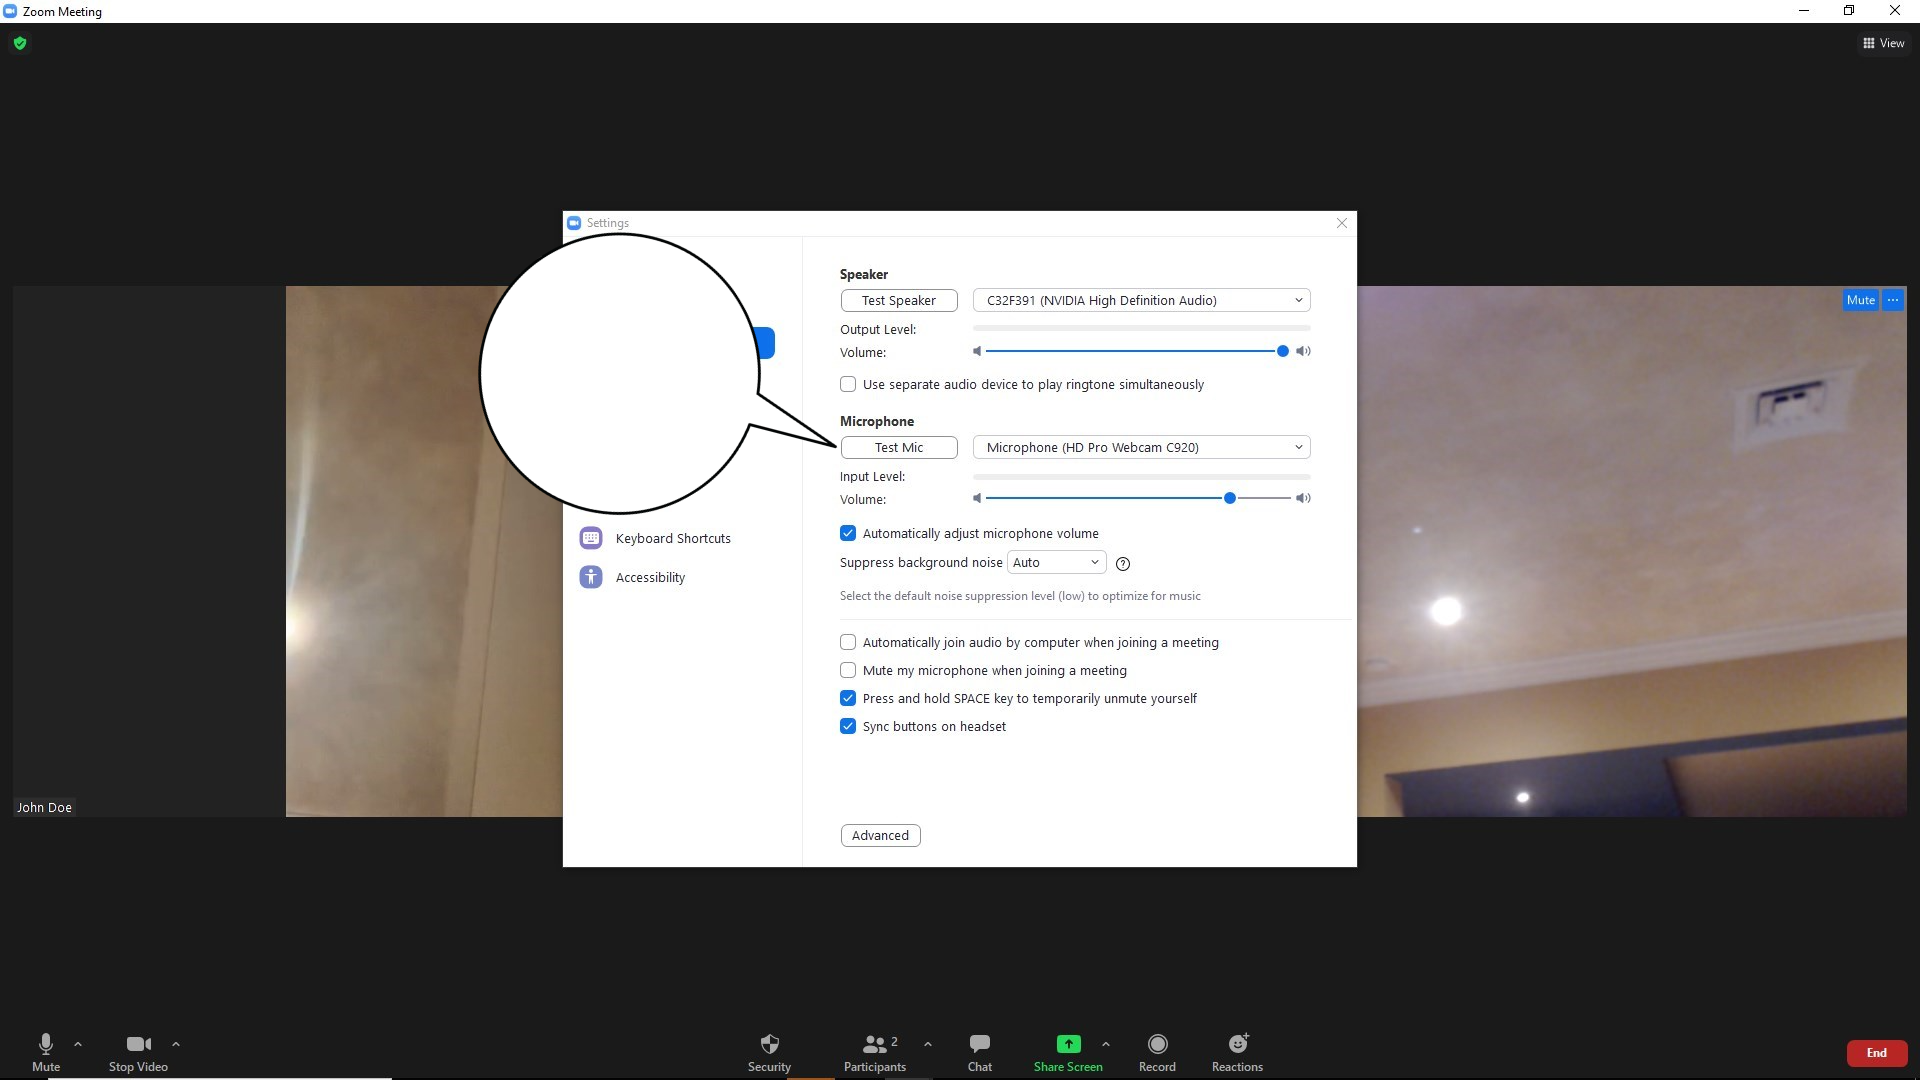 Zoom Meeting
View
Settings
Speaker
Test Speaker
C32F391 (NVIDIA High Definition Audio)
Output Level:
Volume:
Use separate audio device to play ringtone simultaneously
Mute
Microphone
Test Mic
Microphone (HD Pro Webcam C920)
Input Level:
Volume:
Automatically adjust microphone volume
Suppress background noise
Auto
Select the default noise suppression level (low) to optimize for music
Keyboard Shortcuts
Accessibility
Automatically join audio by computer when joining a meeting
Mute my microphone when joining a meeting
Press and hold SPACE key to temporarily unmute yourself
Sync buttons on headset
Advanced
John Doe
Mute
Stop Video
Security
Participants
2
Chat
Share Screen
Record
Reactions
End